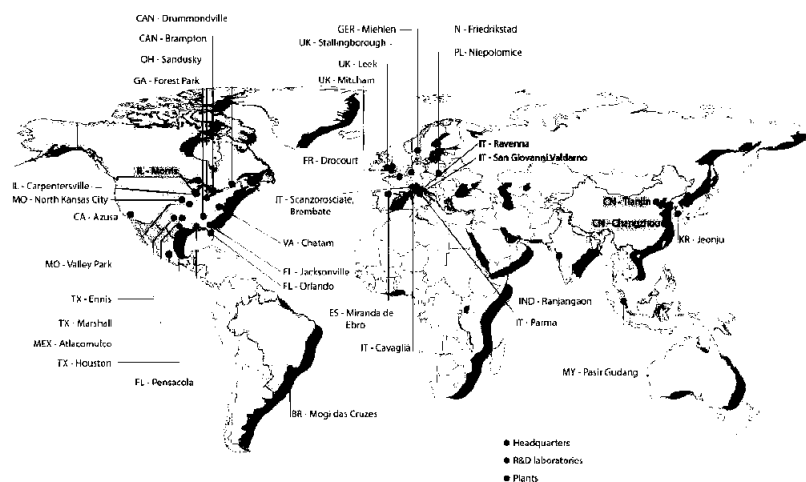 CAN - Drummondville
CAN - Brampton
OH - Sandusky
GA - Forest Park
GER - Miehlen
UK - Stallingborough
UK - Leek
UK - Mitcham
N - Friedrikstad
PL - Niepolomice
IL - Morris
FR - Drocourt
IT - Ravenna
IT - San Giovanni Valdarno
IL - Carpentersville
MO - North Kansas City
CA - Azusa
IT - Scanzorosciate,
Brembate
CN - Tianjin
CN - Changzhou
KR - Jeonju
VA - Chatam
MO - Valley Park
FL - Jacksonville
FL - Orlando
TX - Ennis
ES - Miranda de
Ebro
IND - Ranjangaon
IT - Parma
TX - Marshall
MEX - Atlacomulco
IT - Cavaglià
TX - Houston
FL - Pensacola
MY - Pasir Gudang
BR - Mogi das Cruzes
Headquarters
R&D laboratories
Plants